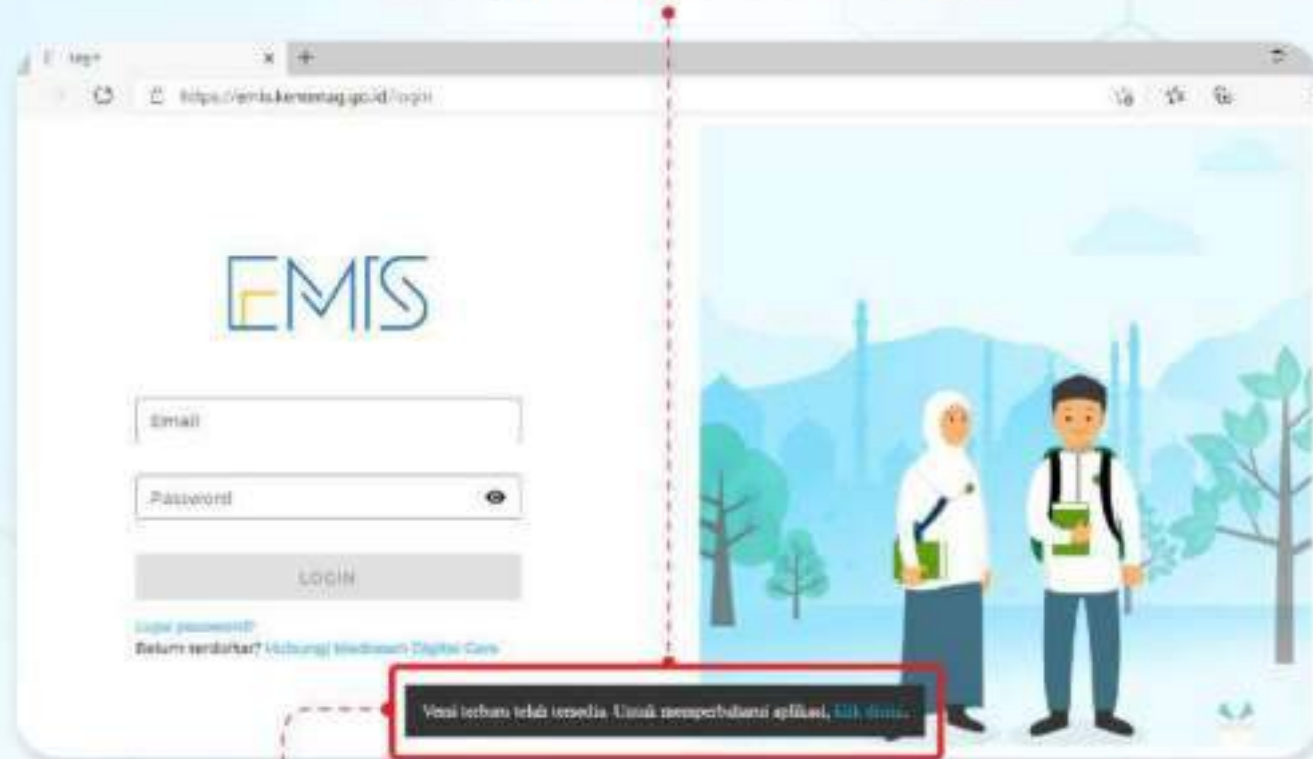 Login
https://emis.kemenag.go.id/login
EMIS
Email
Password
LOGIN
Lupa password?
Belum terdaftar? Hubungi Madrasah Digital Care
Versi terbaru telah tersedia. Untuk memperbaharui aplikasi, klik disini.